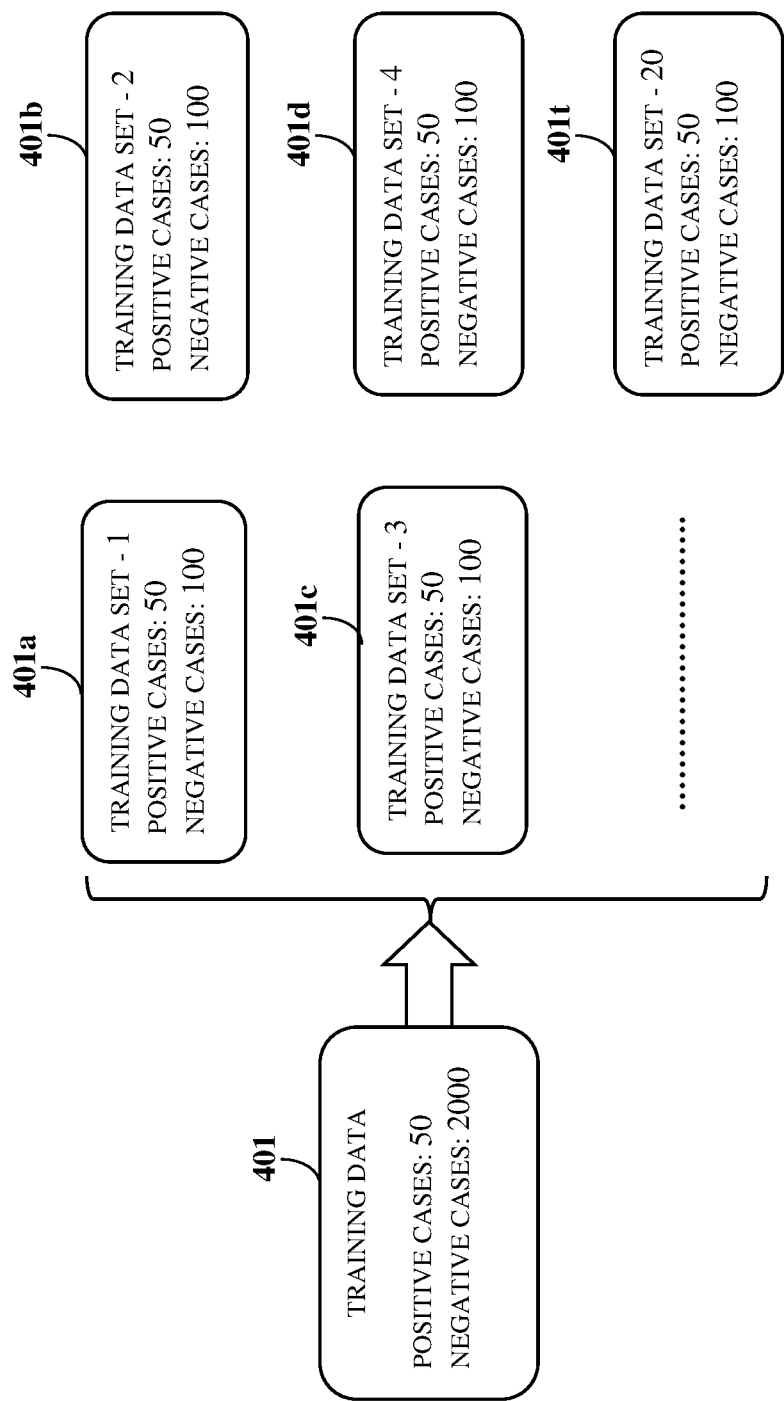 401
TRAINING DATA
POSITIVE CASES: 50
NEGATIVE CASES: 2000
401a
TRAINING DATA SET - 1
POSITIVE CASES: 50
NEGATIVE CASES: 100
401b
TRAINING DATA SET - 2
POSITIVE CASES: 50
NEGATIVE CASES: 100
401c
TRAINING DATA SET - 3
POSITIVE CASES: 50
NEGATIVE CASES: 100
401d
TRAINING DATA SET - 4
POSITIVE CASES: 50
NEGATIVE CASES: 100
401t
TRAINING DATA SET - 20
POSITIVE CASES: 50
NEGATIVE CASES: 100